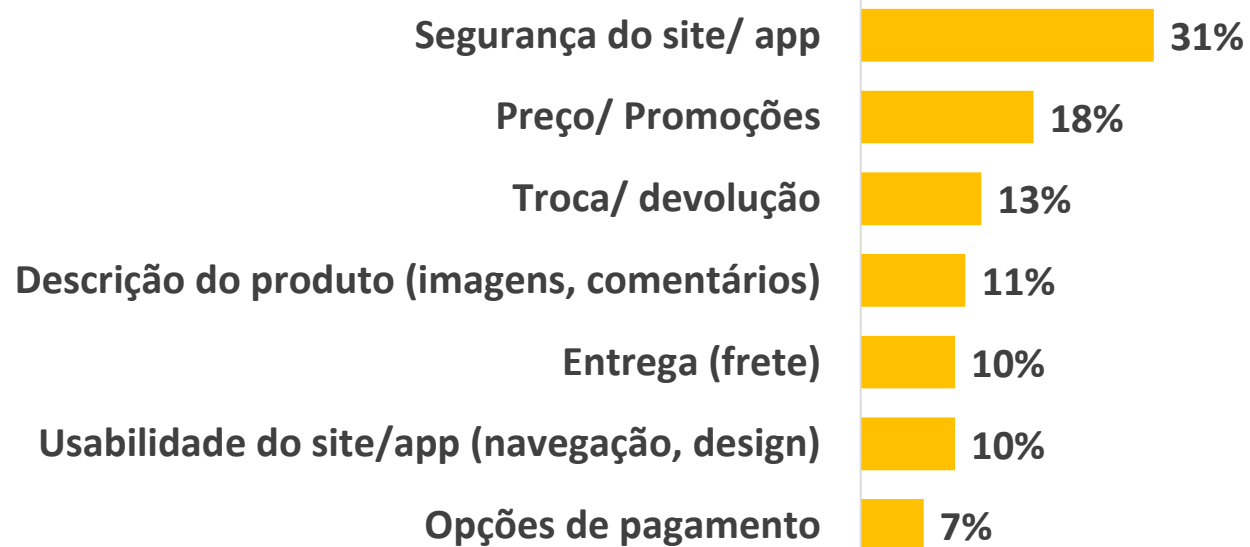 Segurança do site/ app 31%
Preço/ Promoções 18%
Troca/ devolução 13%
Descrição do produto (imagens, comentários) 11%
Entrega (frete) 10%
Usabilidade do site/app (navegação, design) 10%
Opções de pagamento 7%